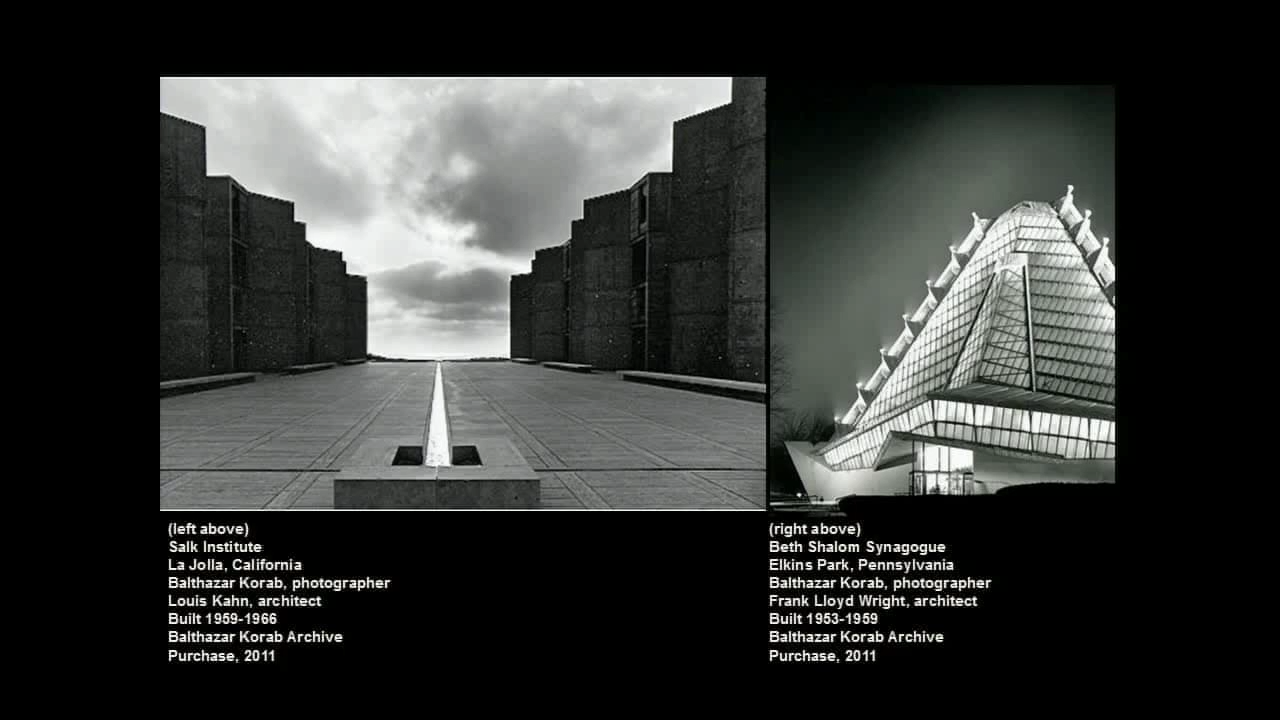 (left above)
Salk Institute
La Jolla, California
Balthazar Korab, photographer
Louis Kahn, architect
Built 1959-1966
Balthazar Korab Archive
Purchase, 2011
(right above)
Beth Shalom Synagogue
Elkins Park, Pennsylvania
Balthazar Korab, photographer
Frank Lloyd Wright, architect
Built 1953-1959
Balthazar Korab Archive
Purchase, 2011